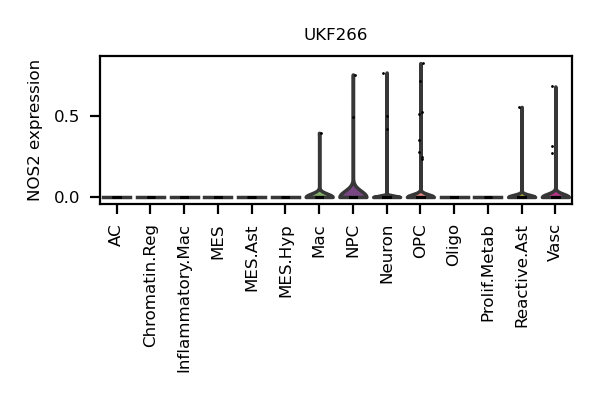 UKF266
NOS2 expression
0.5
0.0
AC
Chromatin.Reg
Inflammatory.Mac
MES
MES.Ast
MES.Hyp
Mac
NPC
Neuron
OPC
Oligo
Prolif.Metab
Reactive.Ast
Vasc